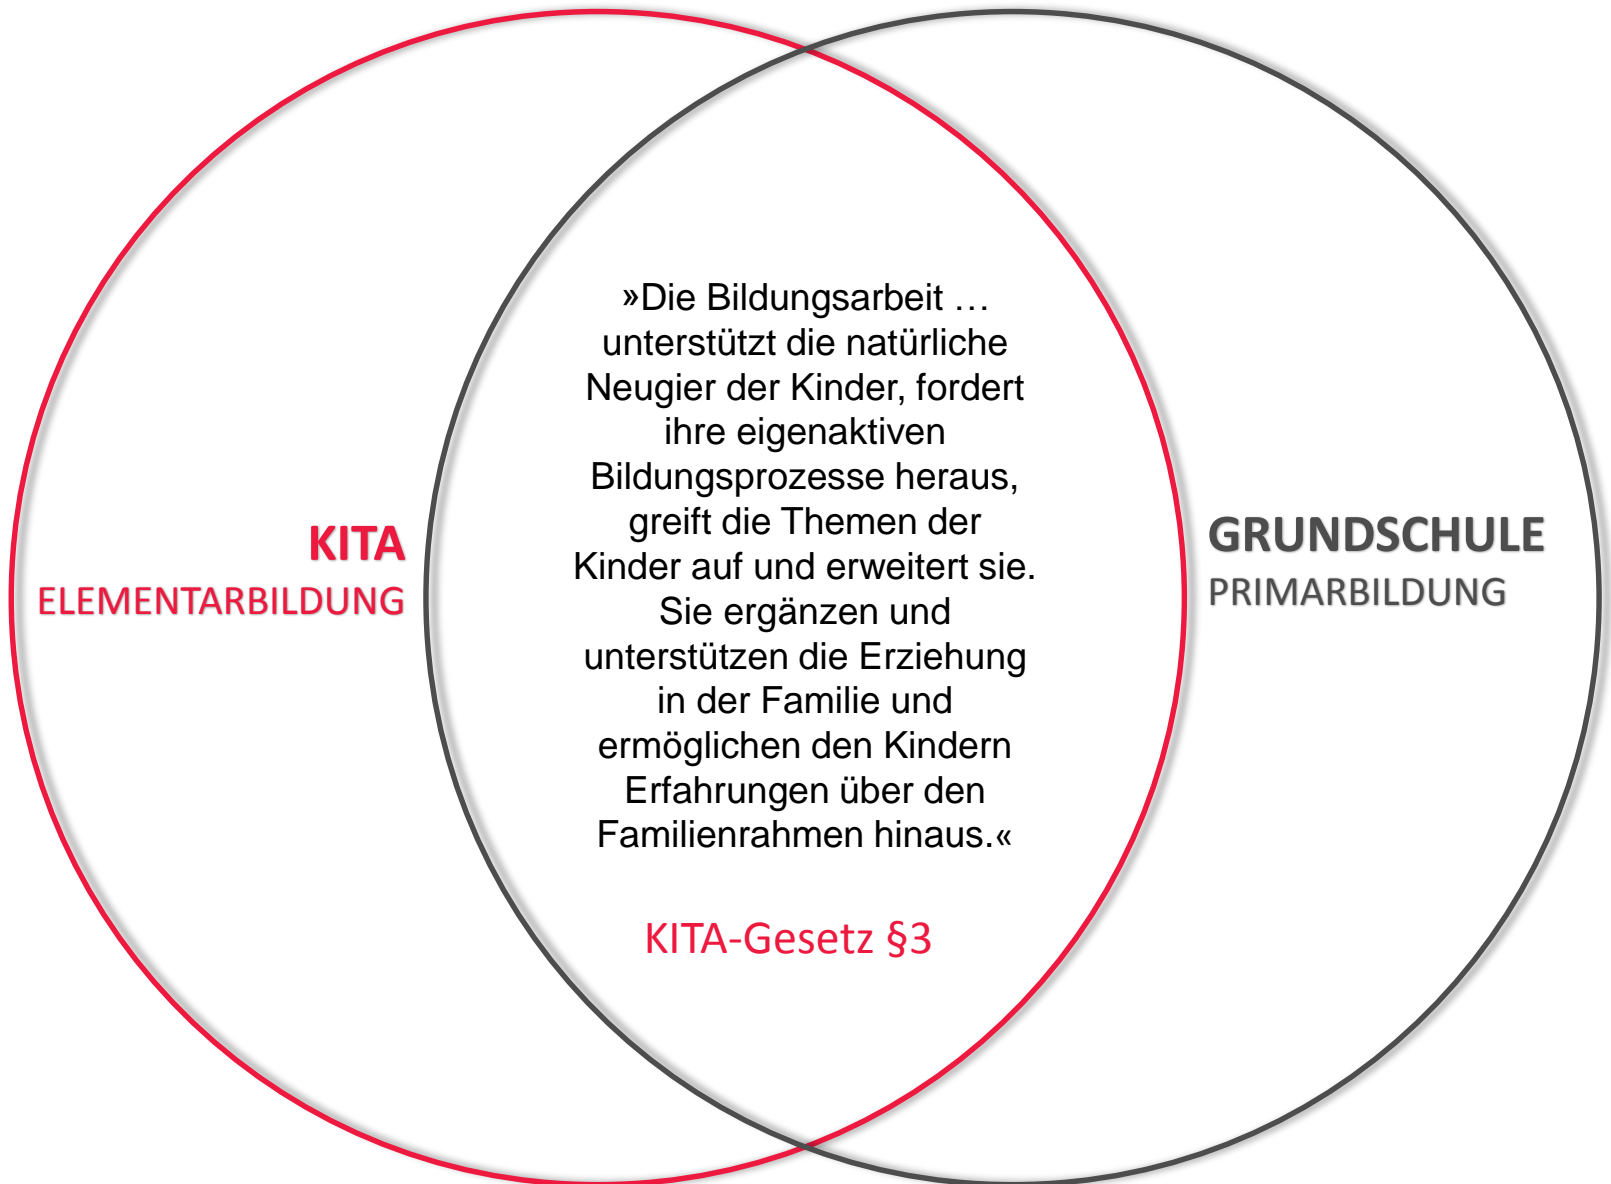 »Die Bildungsarbeit …
unterstützt die natürliche
Neugier der Kinder, fordert
ihre eigenaktiven
Bildungsprozesse heraus,
greift die Themen der
Kinder auf und erweitert sie.
Sie ergänzen und
unterstützen die Erziehung
in der Familie und
ermöglichen den Kindern
Erfahrungen über den
Familienrahmen hinaus.«
KITA-Gesetz §3
KITA
ELEMENTARBILDUNG
GRUNDSCHULE
PRIMARBILDUNG